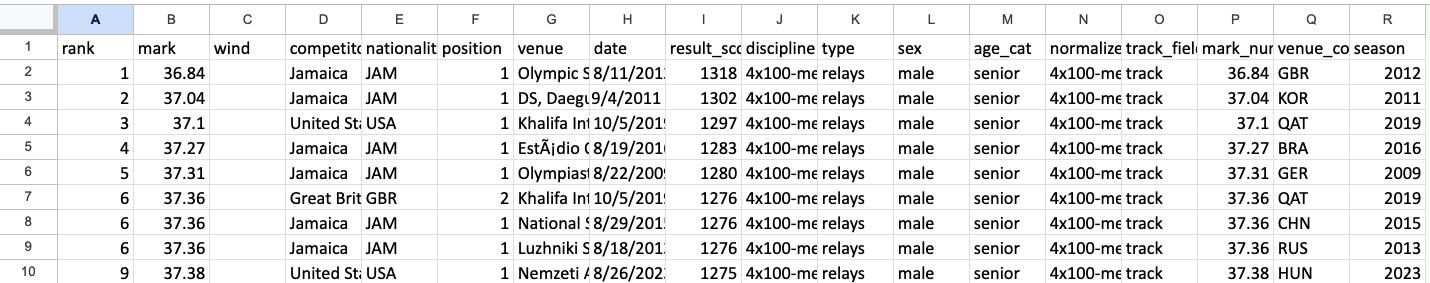 A B C D E F G H I J K L M N O P Q R
1 rank mark wind competitc nationalit position venue date result_scc discipline type sex age_cat normalize track_fiel mark_nur venue_co season
2 1 36.84 Jamaica JAM 1 Olympic S 8/11/201 1318 4x100-me relays male senior 4x100-me track 36.84 GBR 2012
3 2 37.04 Jamaica JAM 1 DS, Daegu 9/4/2011 1302 4x100-me relays male senior 4x100-me track 37.04 KOR 2011
4 3 37.1 United Sta USA 1 Khalifa Int 10/5/2019 1297 4x100-me relays male senior 4x100-me track 37.1 QAT 2019
5 4 37.27 Jamaica JAM 1 EstÃ¡dio 8/19/2016 1283 4x100-me relays male senior 4x100-me track 37.27 BRA 2016
6 5 37.31 Jamaica JAM 1 Olympiast 8/22/2009 1280 4x100-me relays male senior 4x100-me track 37.31 GER 2009
7 6 37.36 Great Brit GBR 2 Khalifa Int 10/5/2019 1276 4x100-me relays male senior 4x100-me track 37.36 QAT 2019
8 6 37.36 Jamaica JAM 1 National S 8/29/201 1276 4x100-me relays male senior 4x100-me track 37.36 CHN 2015
9 6 37.36 Jamaica JAM 1 Luzhniki S 8/18/201 1276 4x100-me relays male senior 4x100-me track 37.36 RUS 2013
10 9 37.38 United Sta USA 1 Nemzeti A 8/26/202 1275 4x100-me relays male senior 4x100-me track 37.38 HUN 2023